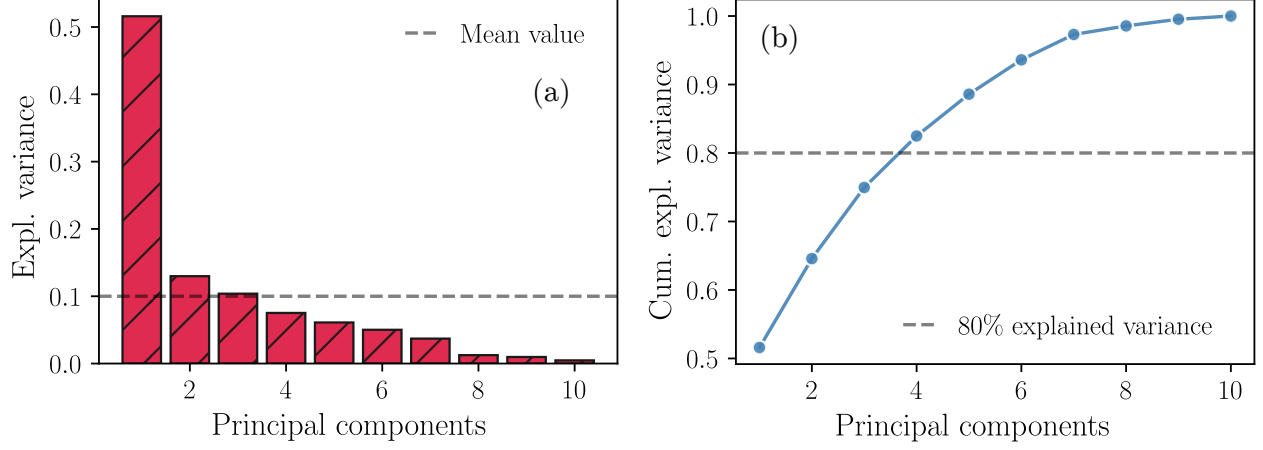 0.5
0.4
0.3
0.2
0.1
0.0
Expl. variance
Mean value
(a)
2 4 6 8 10
Principal components
1.0
0.9
0.8
0.7
0.6
0.5
Cum. expl. variance
(b)
80% explained variance
2 4 6 8 10
Principal components